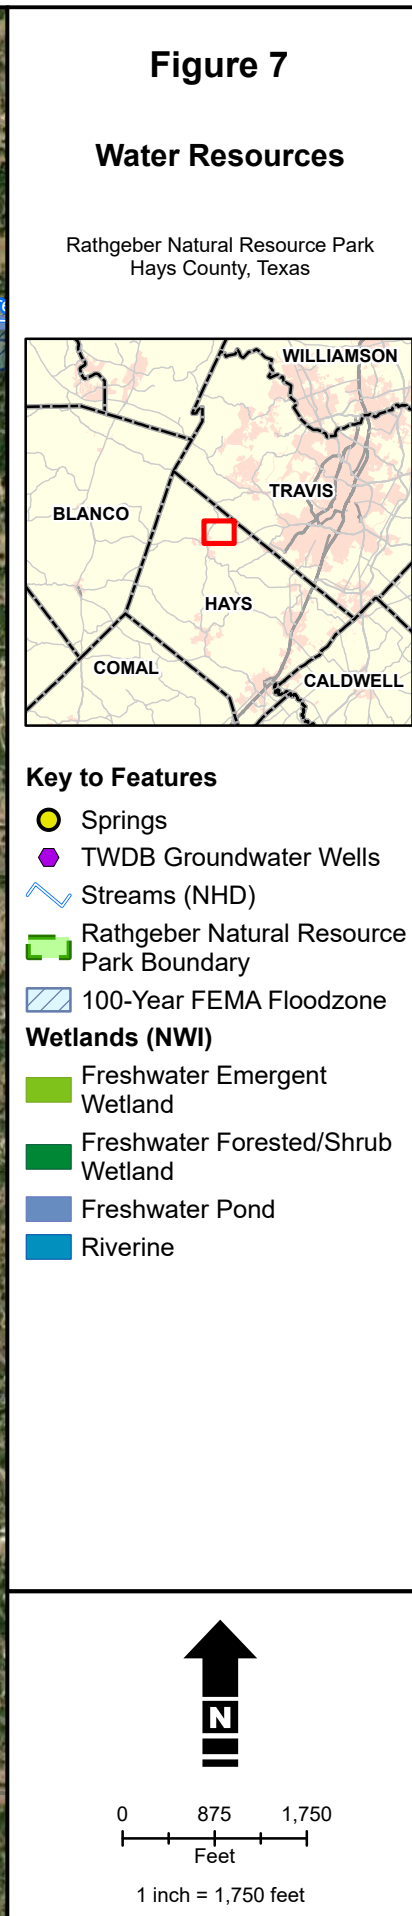 Figure 7
Water Resources
Rathgeber Natural Resource Park
Hays County, Texas
WILLIAMSON
TRAVIS
BLANCO
HAYS
COMAL
CALDWELL
Key to Features
Springs
TWDB Groundwater Wells
Streams (NHD)
Rathgeber Natural Resource
Park Boundary
100-Year FEMA Floodzone
Wetlands (NWI)
Freshwater Emergent
Wetland
Freshwater Forested/Shrub
Wetland
Freshwater Pond
Riverine
N
0 875 1,750
Feet
1 inch = 1,750 feet